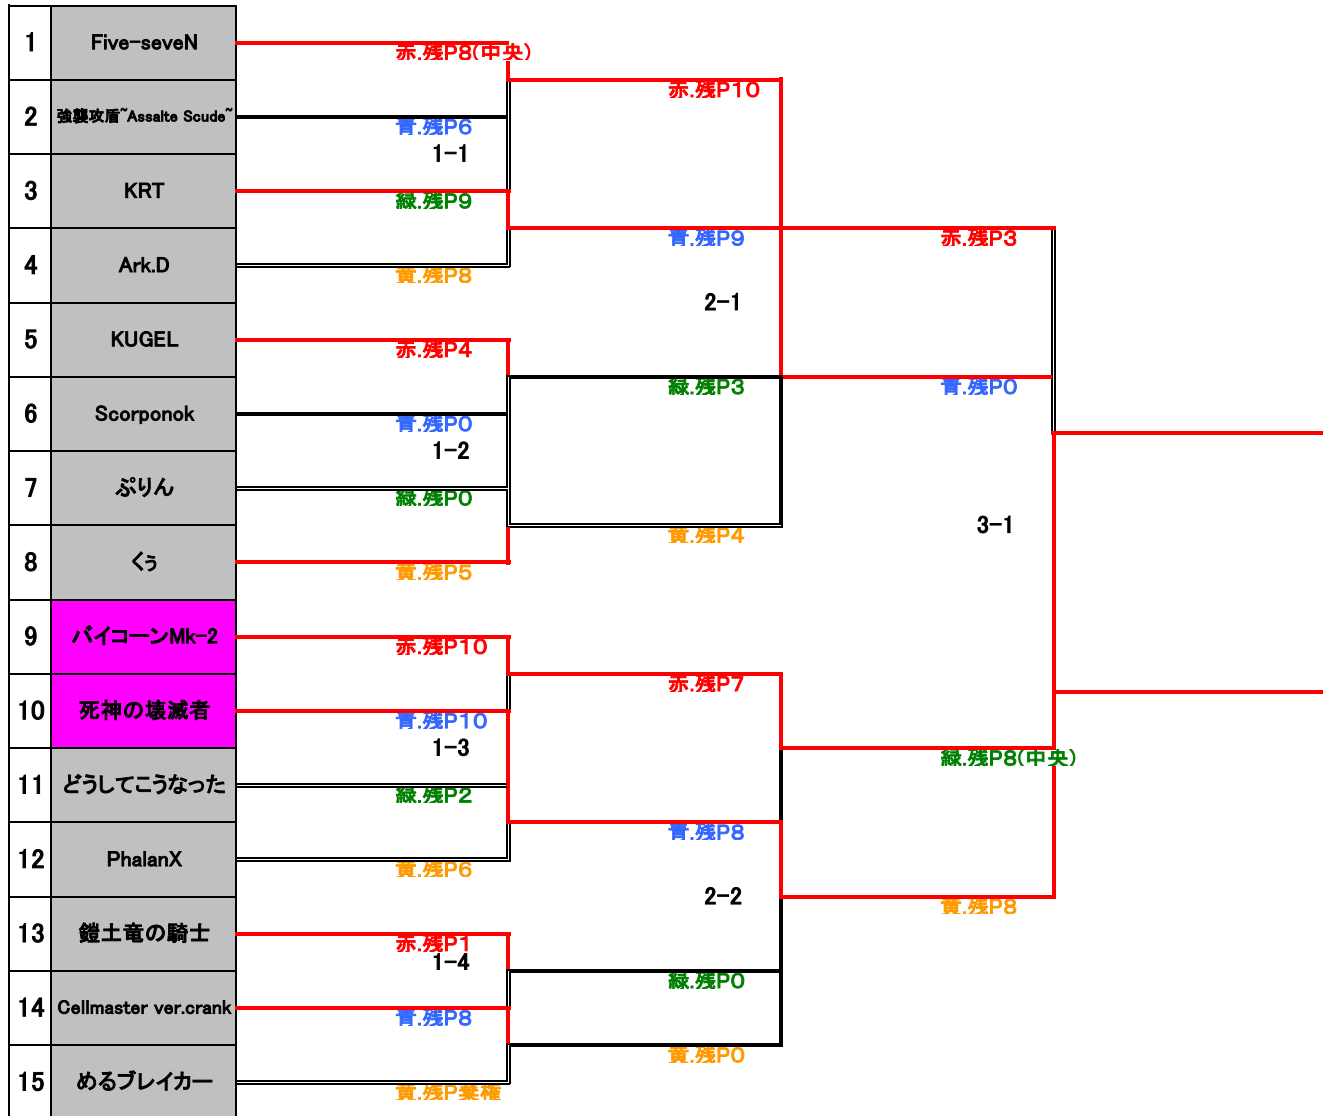 1 Five-seveN 赤.残P8(中央)
赤.残P10
2 強襲攻盾~Assalte Scude~ 青.残P6
1-1
3 KRT 緑.残P9
青.残P9 赤.残P3
4 Ark.D 黄.残P8
2-1
5 KUGEL 赤.残P4
緑.残P3 青.残P0
6 Scorponok 青.残P0
1-2
7 ぷりん 緑.残P0
3-1
黄.残P4
8 くぅ 黄.残P5
9 バイコーンMk-2 赤.残P10
赤.残P7
10 死神の壊滅者 青.残P10
1-3
緑.残P8(中央)
11 どうしてこうなった 緑.残P2
青.残P8
12 PhalanX 黄.残P6
2-2
黄.残P8
13 鎧土竜の騎士 赤.残P1
1-4
緑.残P0
14 Cellmaster ver.crank 青.残P8
黄.残P0
15 めるブレイカー 黄.残P棄権